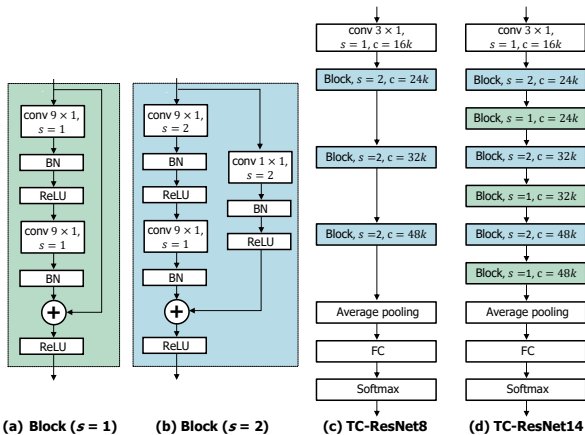 conv 9 × 1,
s = 1
BN
ReLU
conv 9 × 1,
s = 1
BN
+
ReLU
(a) Block (s = 1)
conv 9 × 1,
s = 2
BN
ReLU
conv 9 × 1,
s = 1
BN
conv 1 × 1,
s = 2
BN
ReLU
+
ReLU
(b) Block (s = 2)
conv 3 × 1,
s = 1, c = 16k
Block, s = 2, c = 24k
Block, s =2, c = 32k
Block, s =2, c = 48k
Average pooling
FC
Softmax
(c) TC-ResNet8
conv 3 × 1,
s = 1, c = 16k
Block, s = 2, c = 24k
Block, s = 1, c = 24k
Block, s =2, c = 32k
Block, s =1, c = 32k
Block, s =2, c = 48k
Block, s =1, c = 48k
Average pooling
FC
Softmax
(d) TC-ResNet14